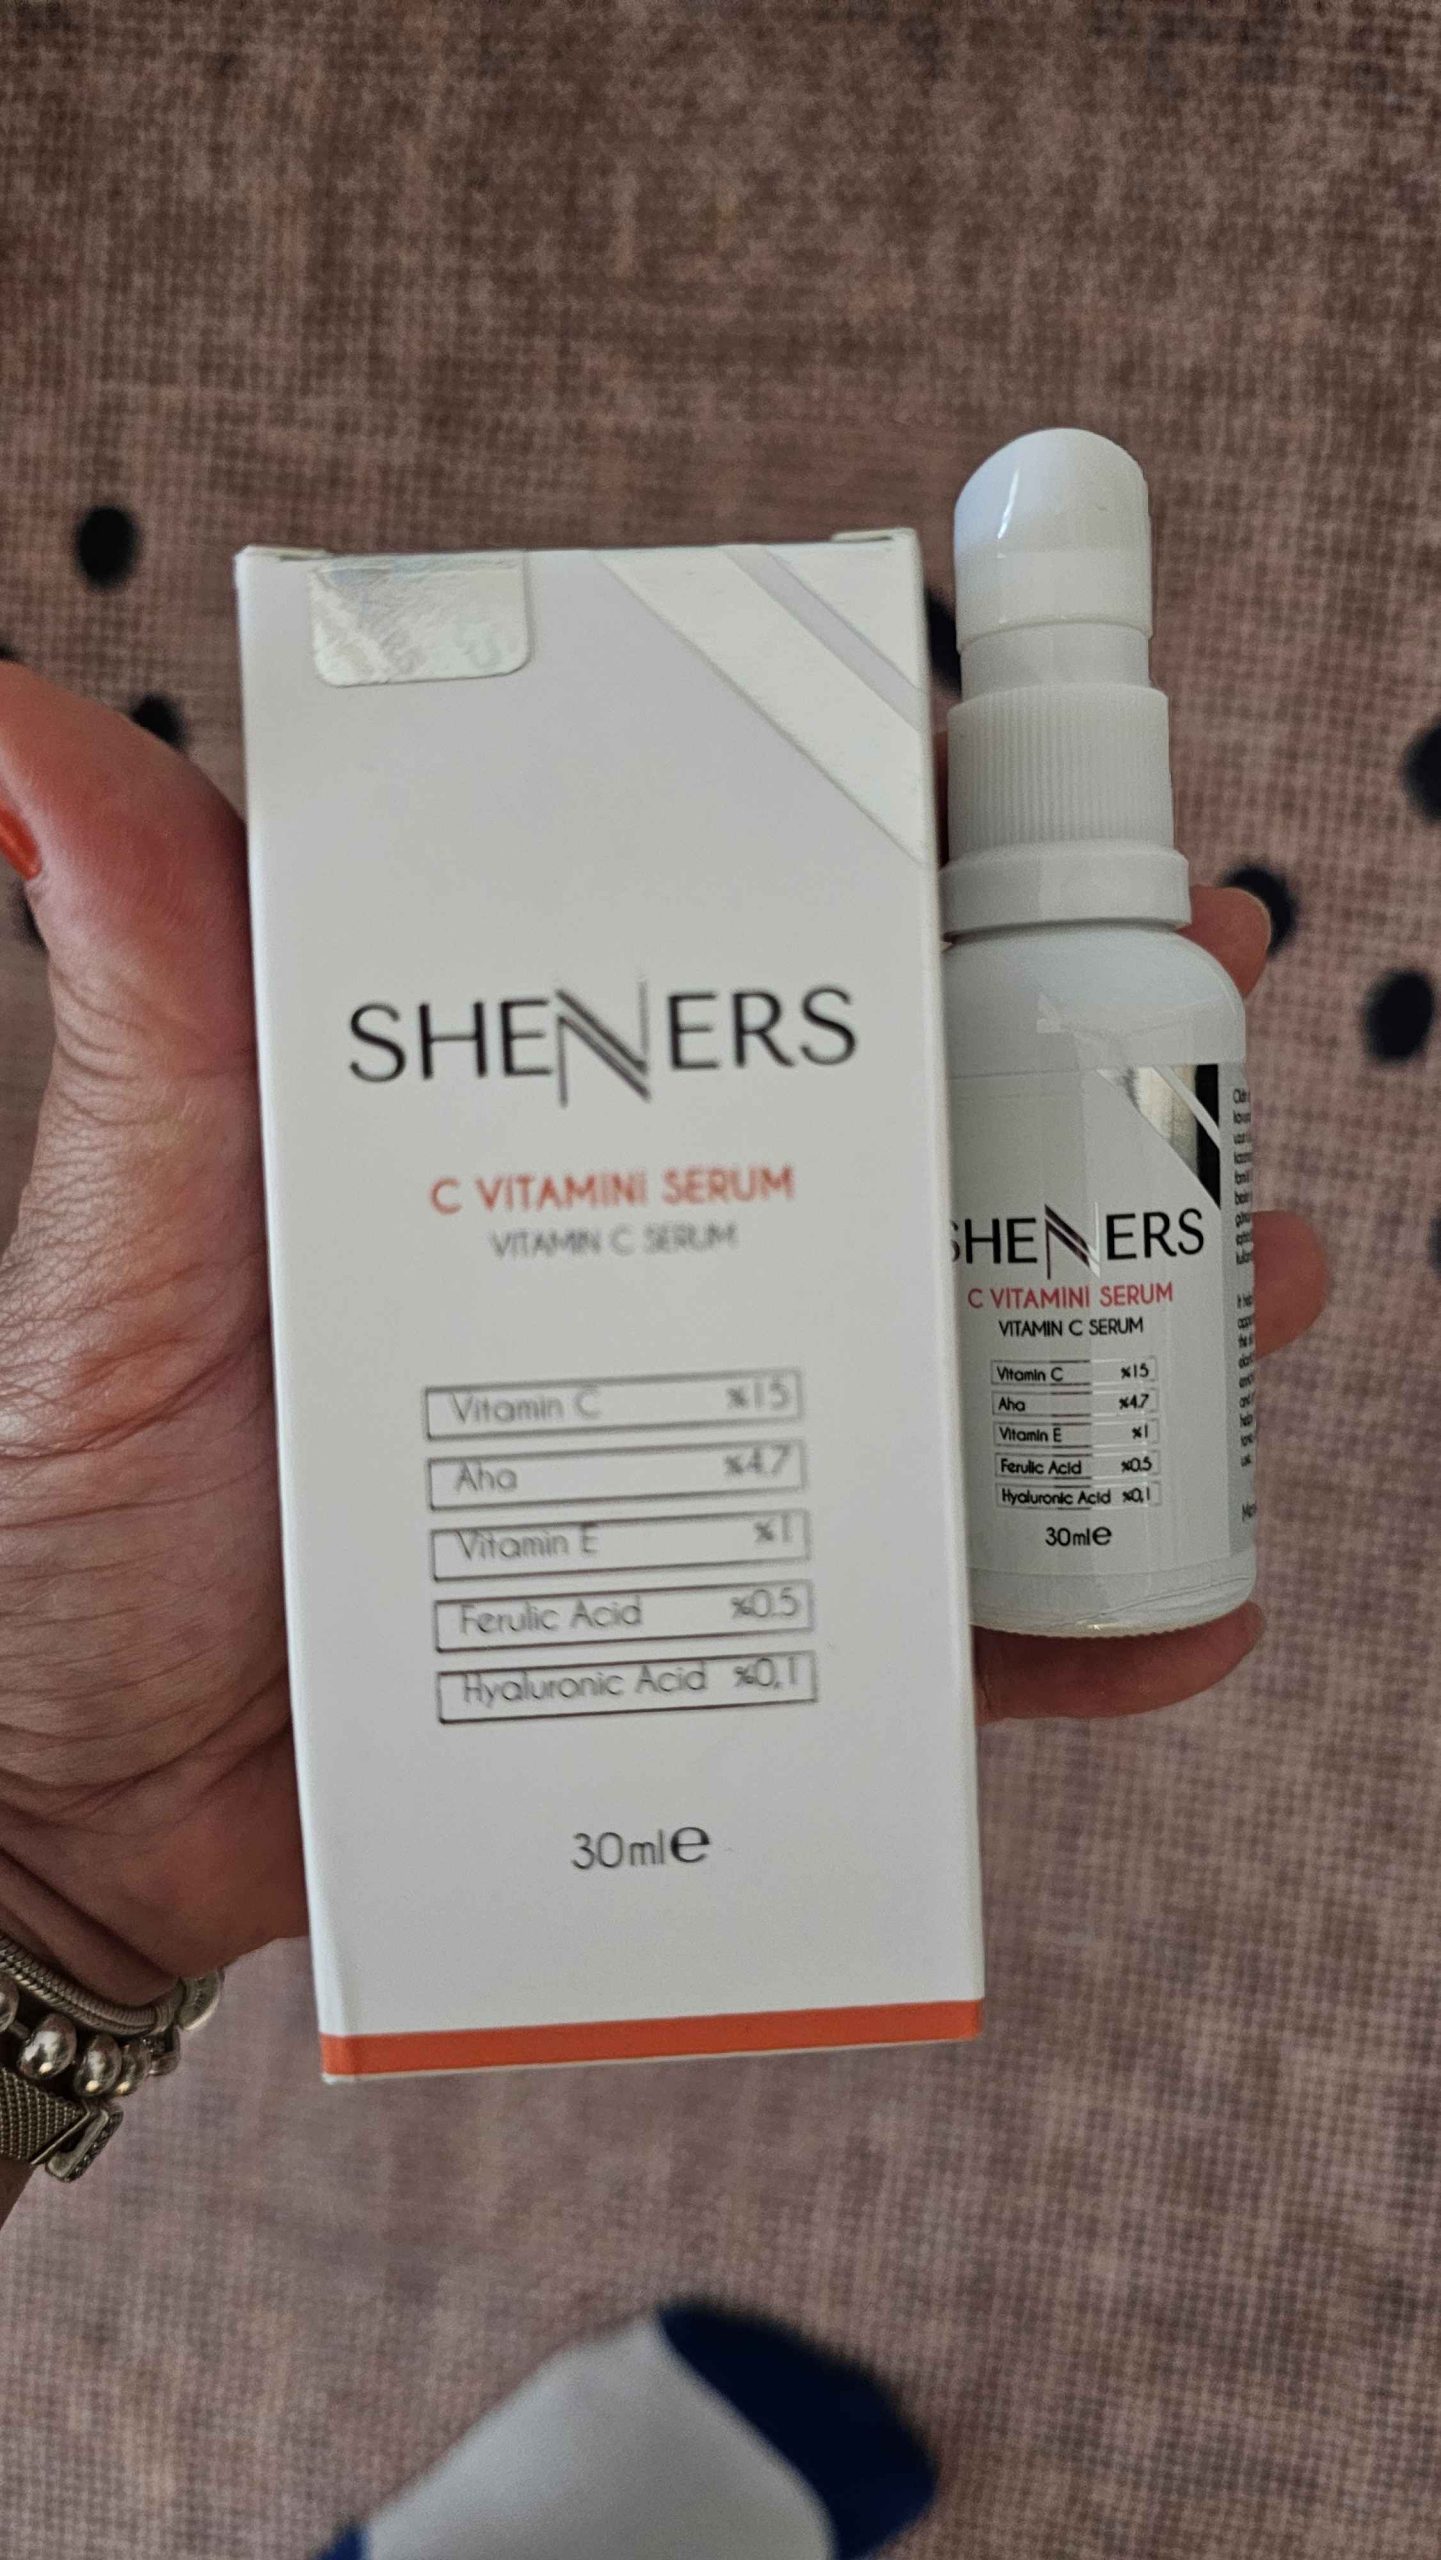 SHENERS
C VITAMINI SERUM
VITAMIN C SERUM
Vitamin C %15
Aha %4.7
Vitamin E %1
Ferulic Acid %0.5
Hyaluronic Acid %0,1
30ml℮
SHENERS
C VITAMINI SERUM
VITAMIN C SERUM
Vitamin C %15
Aha %4.7
Vitamin E %1
Ferulic Acid %0.5
Hyaluronic Acid %0,1
30ml℮